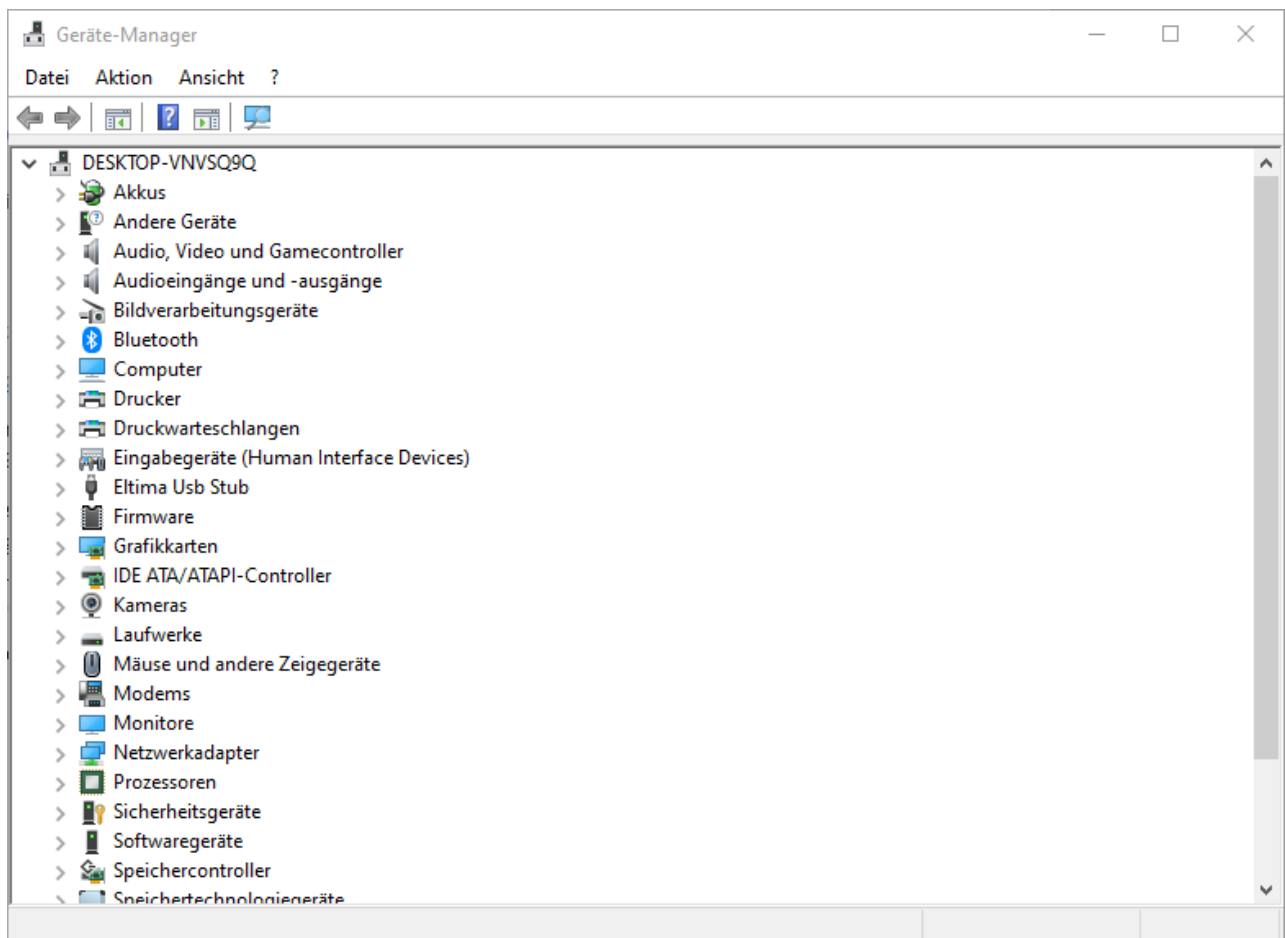 Geräte-Manager
Datei Aktion Ansicht ?
DESKTOP-VNVSQ9Q
Akkus
Andere Geräte
Audio, Video und Gamecontroller
Audioeingänge und -ausgänge
Bildverarbeitungsgeräte
Bluetooth
Computer
Drucker
Druckwarteschlangen
Eingabegeräte (Human Interface Devices)
Eltima Usb Stub
Firmware
Grafikkarten
IDE ATA/ATAPI-Controller
Kameras
Laufwerke
Mäuse und andere Zeigegeräte
Modems
Monitore
Netzwerkadapter
Prozessoren
Sicherheitsgeräte
Softwaregeräte
Speichercontroller
Speichertechnologiegeräte